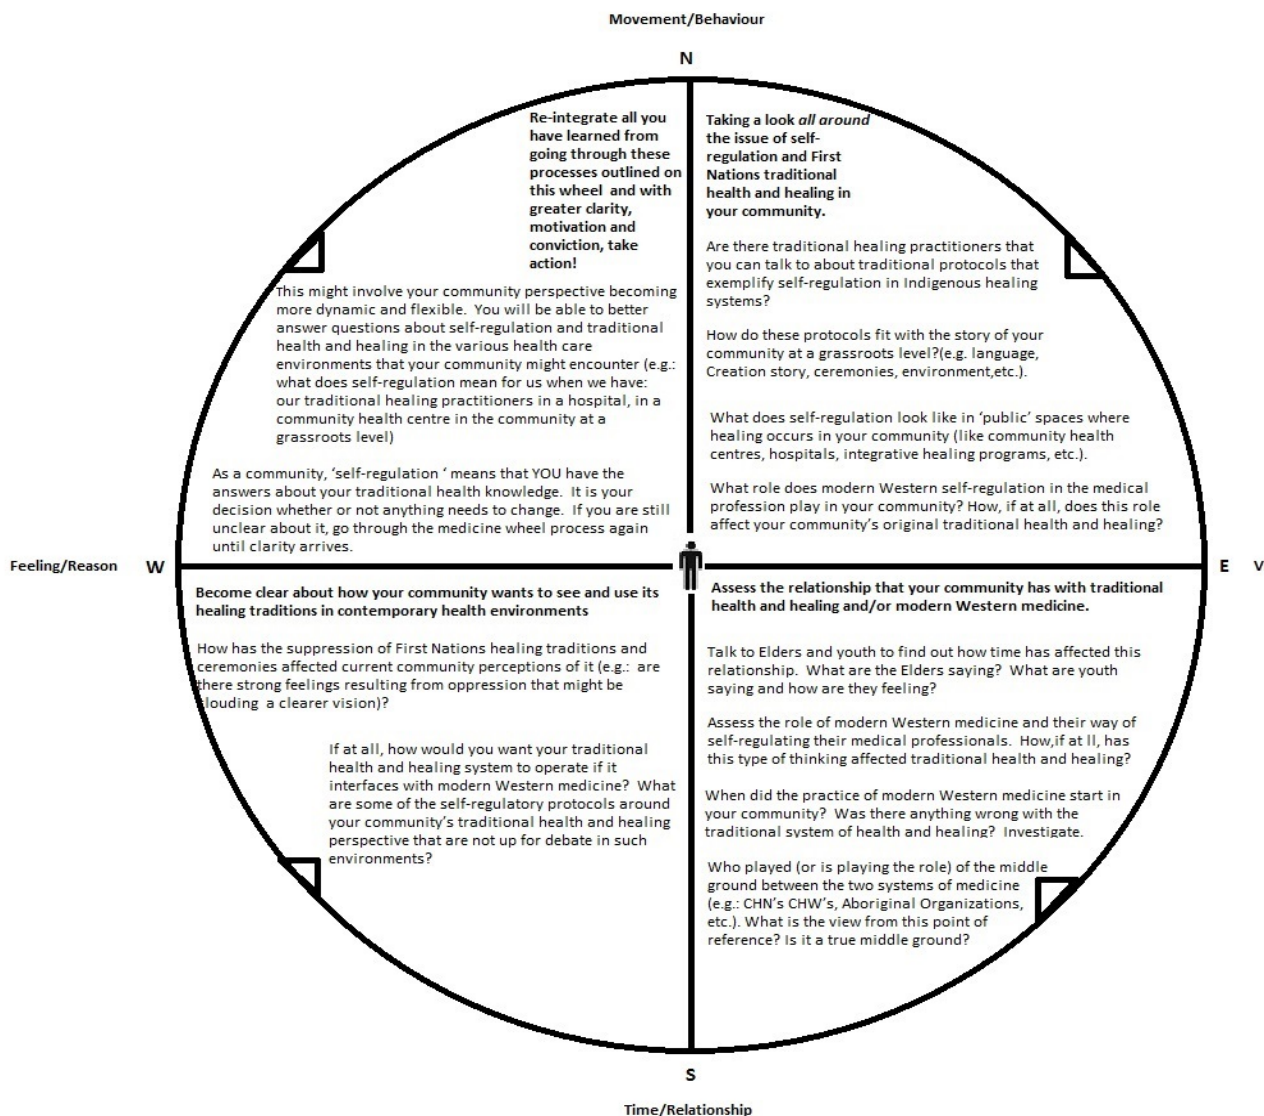 Movement/Behaviour
N
Re-integrate all you
have learned from
going through these
processes outlined on
this wheel and with
greater clarity,
motivation and
conviction, take
action!
This might involve your community perspective becoming
more dynamic and flexible. You will be able to better
answer questions about self-regulation and traditional
health and healing in the various health care
environments that your community might encounter (e.g.:
what does self-regulation mean for us when we have:
our traditional healing practitioners in a hospital, in a
community health centre in the community at a
grassroots level)
As a community, ‘self-regulation ‘ means that YOU have the
answers about your traditional health knowledge. It is your
decision whether or not anything needs to change. If you are still
unclear about it, go through the medicine wheel process again
until clarity arrives.
Taking a look all around
the issue of self-
regulation and First
Nations traditional
health and healing in
your community.
Are there traditional healing practitioners that
you can talk to about traditional protocols that
exemplify self-regulation in Indigenous healing
systems?
How do these protocols fit with the story of your
community at a grassroots level?(e.g. language,
Creation story, ceremonies, environment,etc.).
What does self-regulation look like in ‘public’ spaces where
healing occurs in your community (like community health
centres, hospitals, integrative healing programs, etc.).
What role does modern Western self-regulation in the medical
profession play in your community? How, if at all, does this role
affect your community’s original traditional health and healing?
Feeling/Reason
W
E
V
Become clear about how your community wants to see and use its
healing traditions in contemporary health environments
How has the suppression of First Nations healing traditions and
ceremonies affected current community perceptions of it (e.g.: are
there strong feelings resulting from oppression that might be
clouding a clearer vision)?
If at all, how would you want your traditional
health and healing system to operate if it
interfaces with modern Western medicine? What
are some of the self-regulatory protocols around
your community’s traditional health and healing
perspective that are not up for debate in such
environments?
Assess the relationship that your community has with traditional
health and healing and/or modern Western medicine.
Talk to Elders and youth to find out how time has affected this
relationship. What are the Elders saying? What are youth
saying and how are they feeling?
Assess the role of modern Western medicine and their way of
self-regulating their medical professionals. How,if at ll, has
this type of thinking affected traditional health and healing?
When did the practice of modern Western medicine start in
your community? Was there anything wrong with the
traditional system of health and healing? Investigate.
Who played (or is playing the role) of the middle
ground between the two systems of medicine
(e.g.: CHN’s CHW’s, Aboriginal Organizations,
etc.). What is the view from this point of
reference? Is it a true middle ground?
S
Time/Relationship